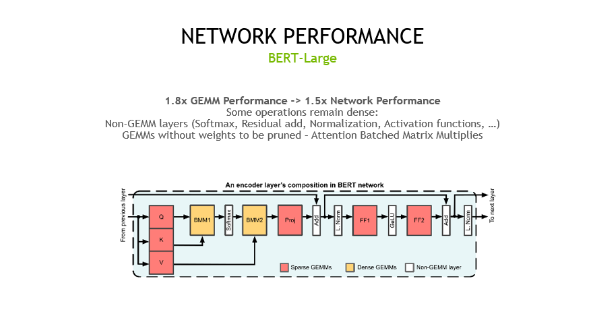 NETWORK PERFORMANCE
BERT-Large
1.8x GEMM Performance -> 1.5x Network Performance
Some operations remain dense:
Non-GEMM layers (Softmax, Residual add, Normalization, Activation functions, …)
GEMMs without weights to be pruned – Attention Batched Matrix Multiplies
An encoder layer's composition in BERT network
From previous layer
Q
K
V
BMM1
Softmax
BMM2
Proj
Add
L. Norm
FF1
GeLU
FF2
Add
L. Norm
To next layer
Sparse GEMMs
Dense GEMMs
Non-GEMM layer